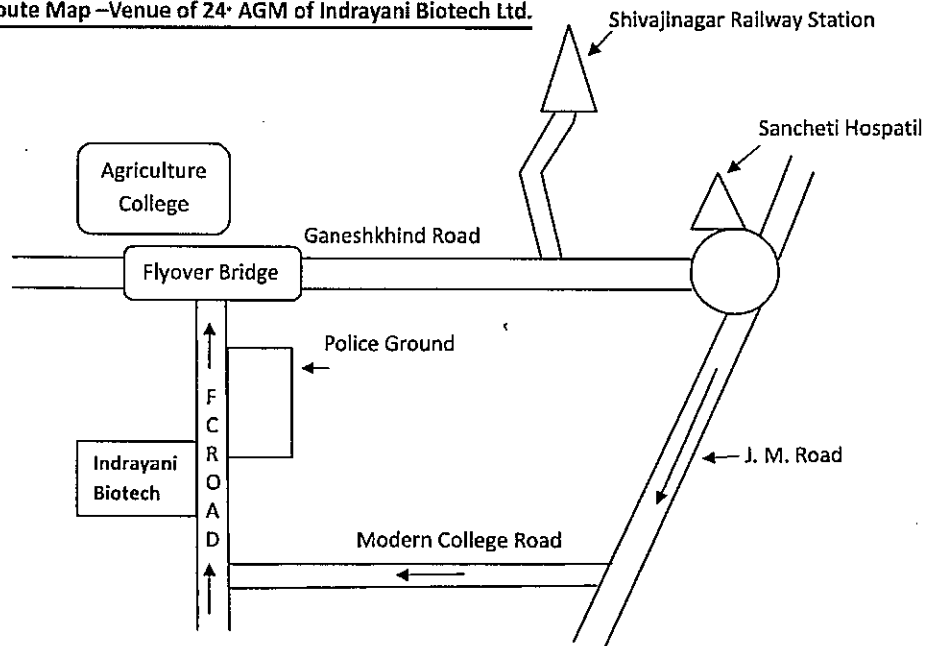 oute Map –Venue of 24· AGM of Indrayani Biotech Ltd.
Shivajinagar Railway Station
Sancheti Hospatil
Agriculture
College
Ganeshkhind Road
Flyover Bridge
Police Ground
FCROAD
Indrayani
Biotech
J. M. Road
Modern College Road